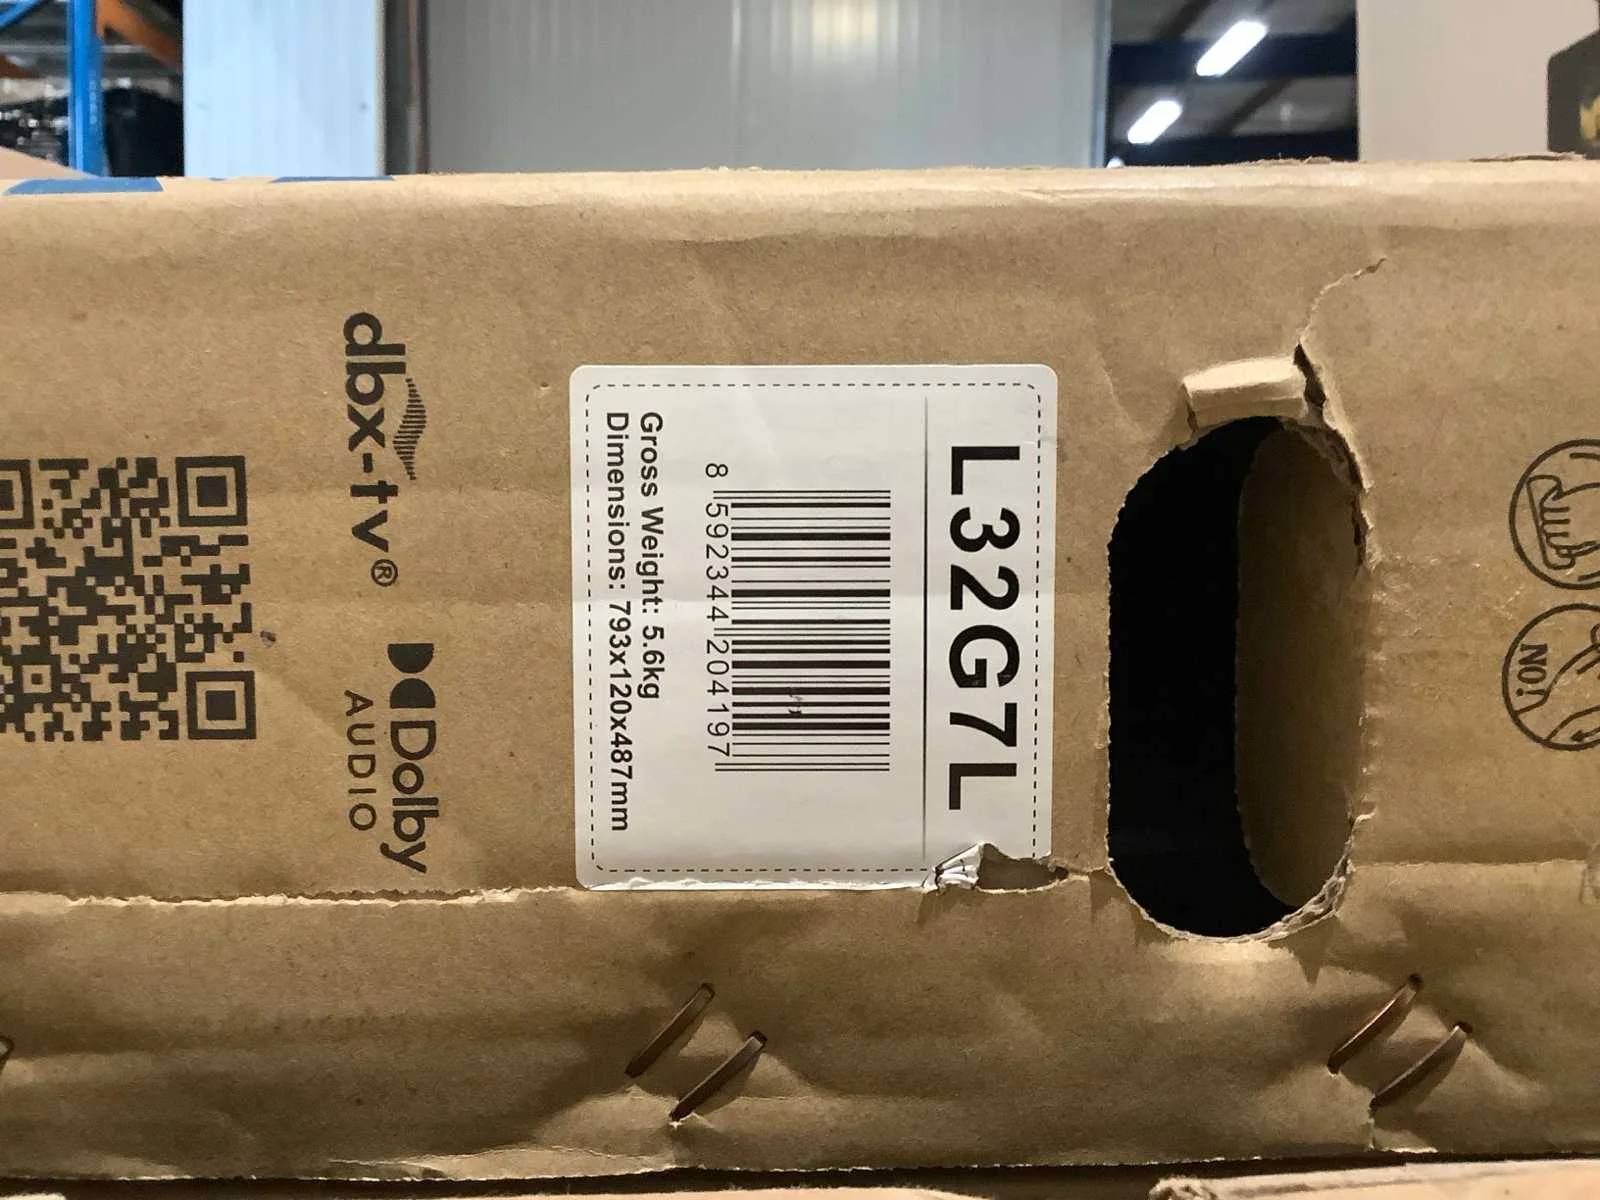 L32G7L
8 592344 204197
Gross Weight: 5.6kg
Dimensions: 793x120x487mm
dbx-tv®
Dolby
AUDIO
NO!